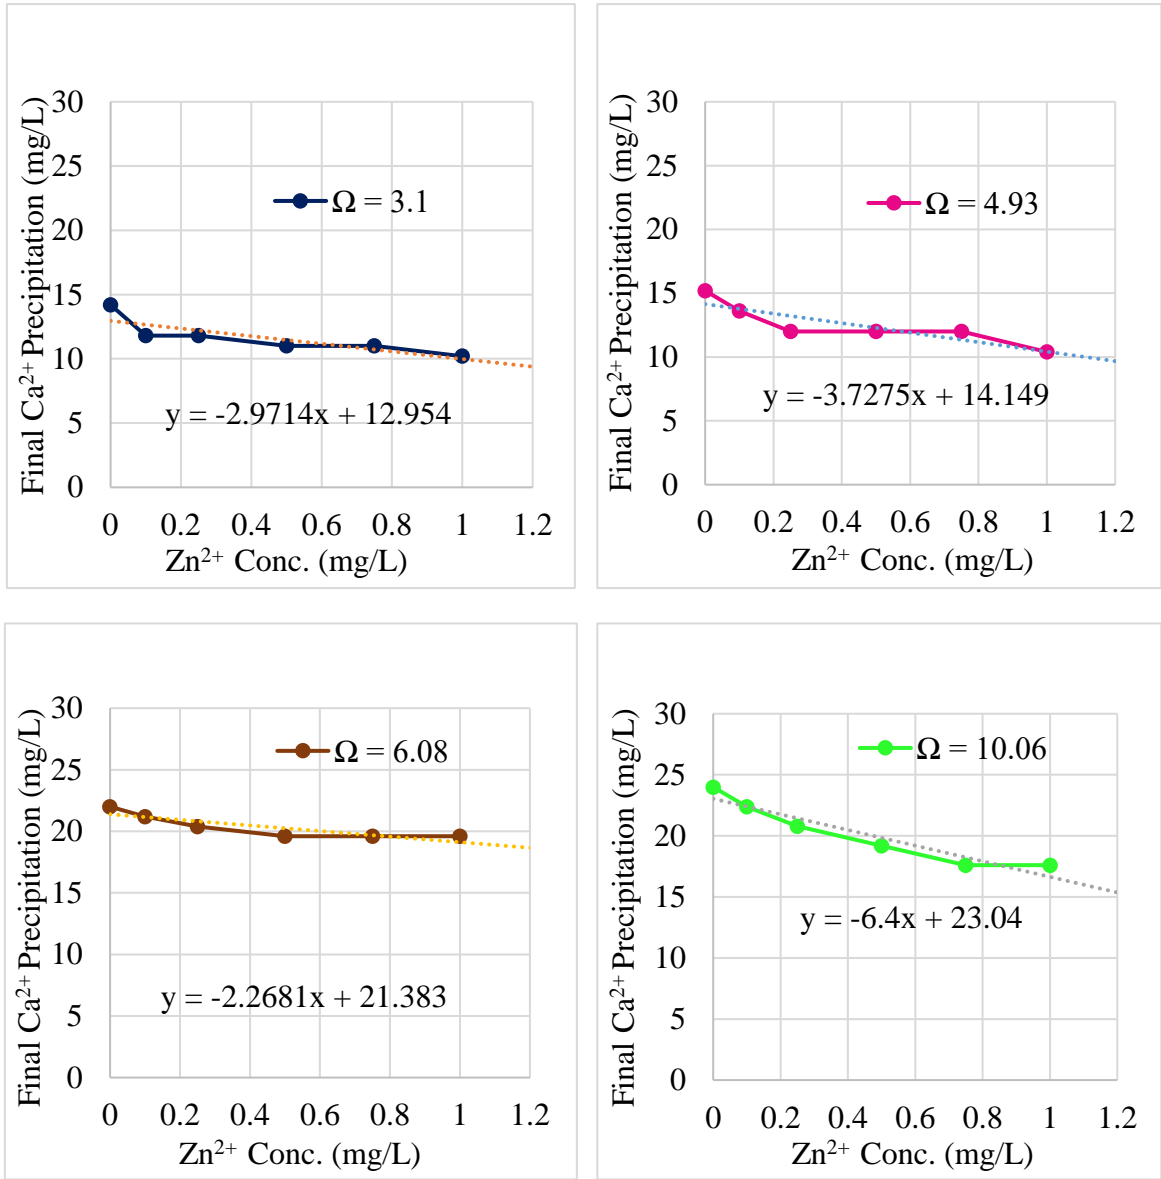 Final Ca²⁺ Precipitation (mg/L)
30
25
20
15
10
5
0
Ω = 3.1
y = -2.9714x + 12.954
0 0.2 0.4 0.6 0.8 1 1.2
Zn²⁺ Conc. (mg/L)
Final Ca²⁺ Precipitation (mg/L)
30
25
20
15
10
5
0
Ω = 4.93
y = -3.7275x + 14.149
0 0.2 0.4 0.6 0.8 1 1.2
Zn²⁺ Conc. (mg/L)
Final Ca²⁺ Precipitation (mg/L)
30
25
20
15
10
5
0
Ω = 6.08
y = -2.2681x + 21.383
0 0.2 0.4 0.6 0.8 1 1.2
Zn²⁺ Conc. (mg/L)
Final Ca²⁺ Precipitation (mg/L)
30
25
20
15
10
5
0
Ω = 10.06
y = -6.4x + 23.04
0 0.2 0.4 0.6 0.8 1 1.2
Zn²⁺ Conc. (mg/L)